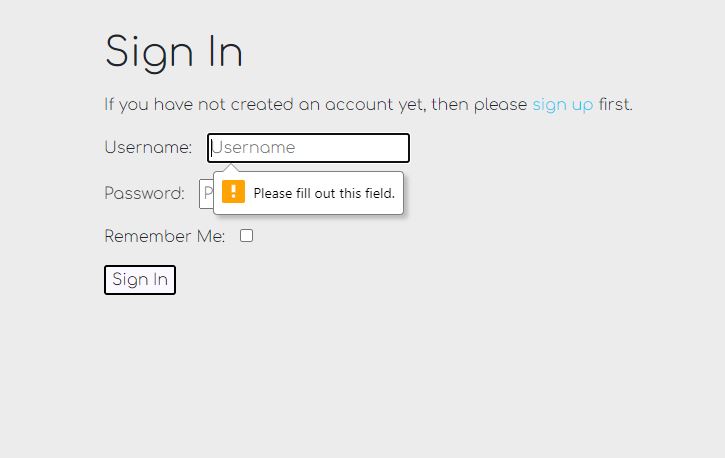 Sign In
If you have not created an account yet, then please sign up first.
Username: Username
Please fill out this field.
Password: P
Remember Me:
Sign In